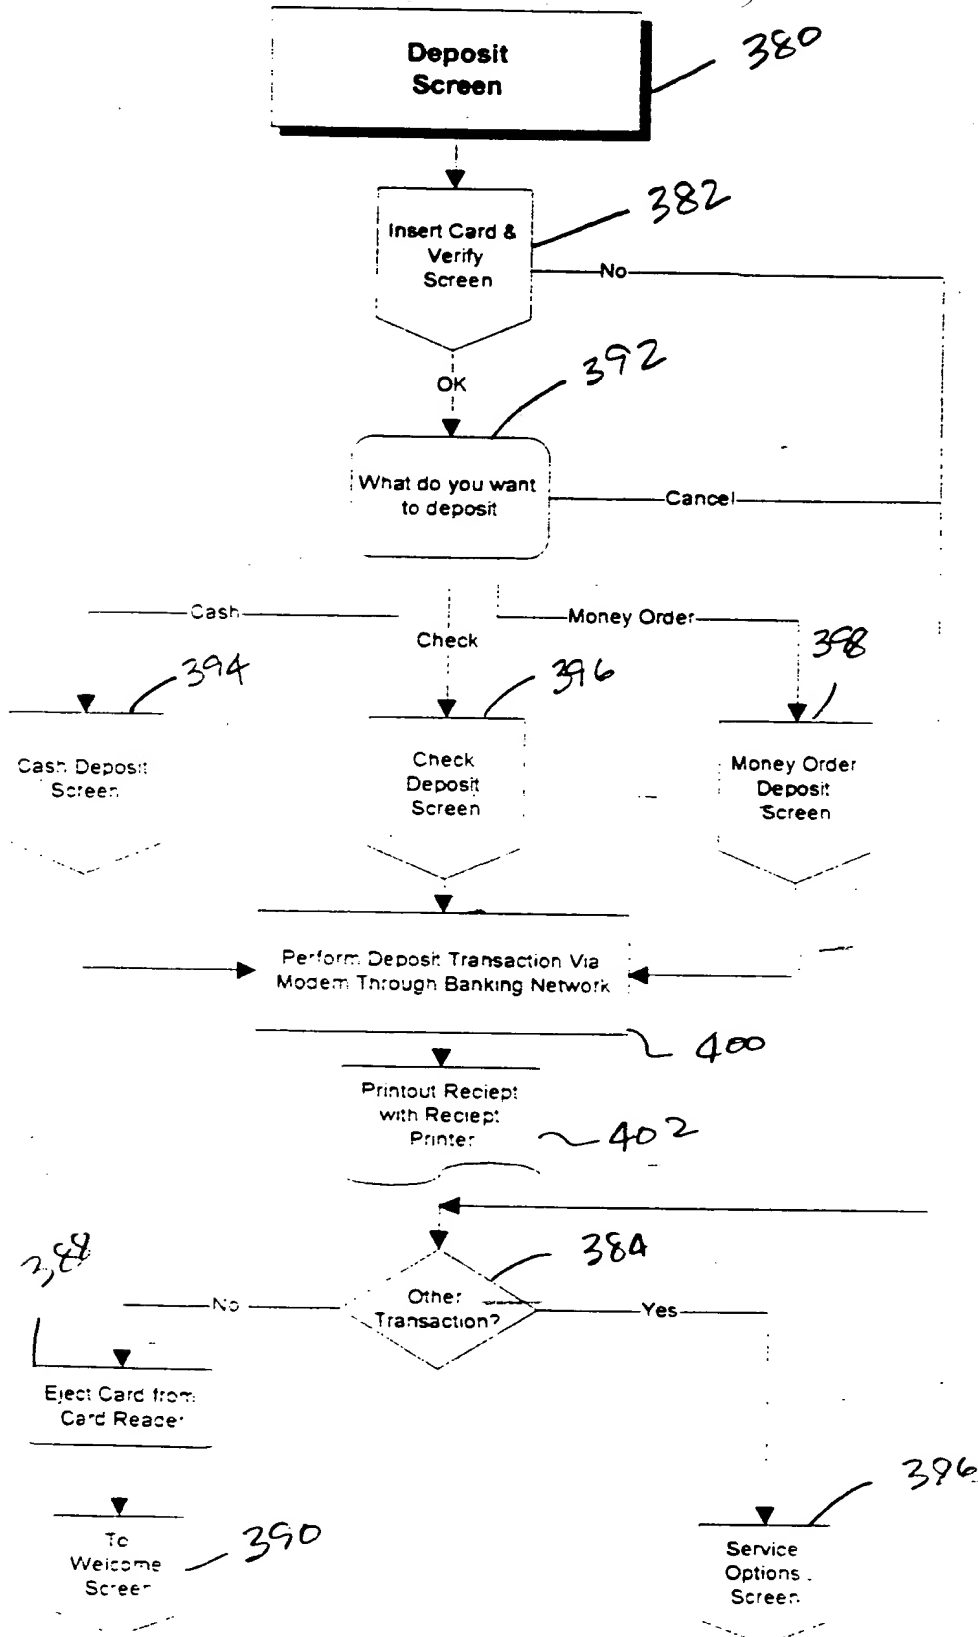 Deposit
Screen
380
Insert Card &
Verify
Screen
382
No
OK
392
What do you want
to deposit
Cancel
Cash
Check
Money Order
394
396
398
Cash Deposit
Screen
Check
Deposit
Screen
Money Order
Deposit
Screen
Perform Deposit Transaction Via
Modem Through Banking Network
400
Printout Reciept
with Reciept
Printer
402
384
388
Other
Transaction?
No
Yes
Eject Card from
Card Reader
386
To
Welcome
Screen
390
Service
Options
Screen